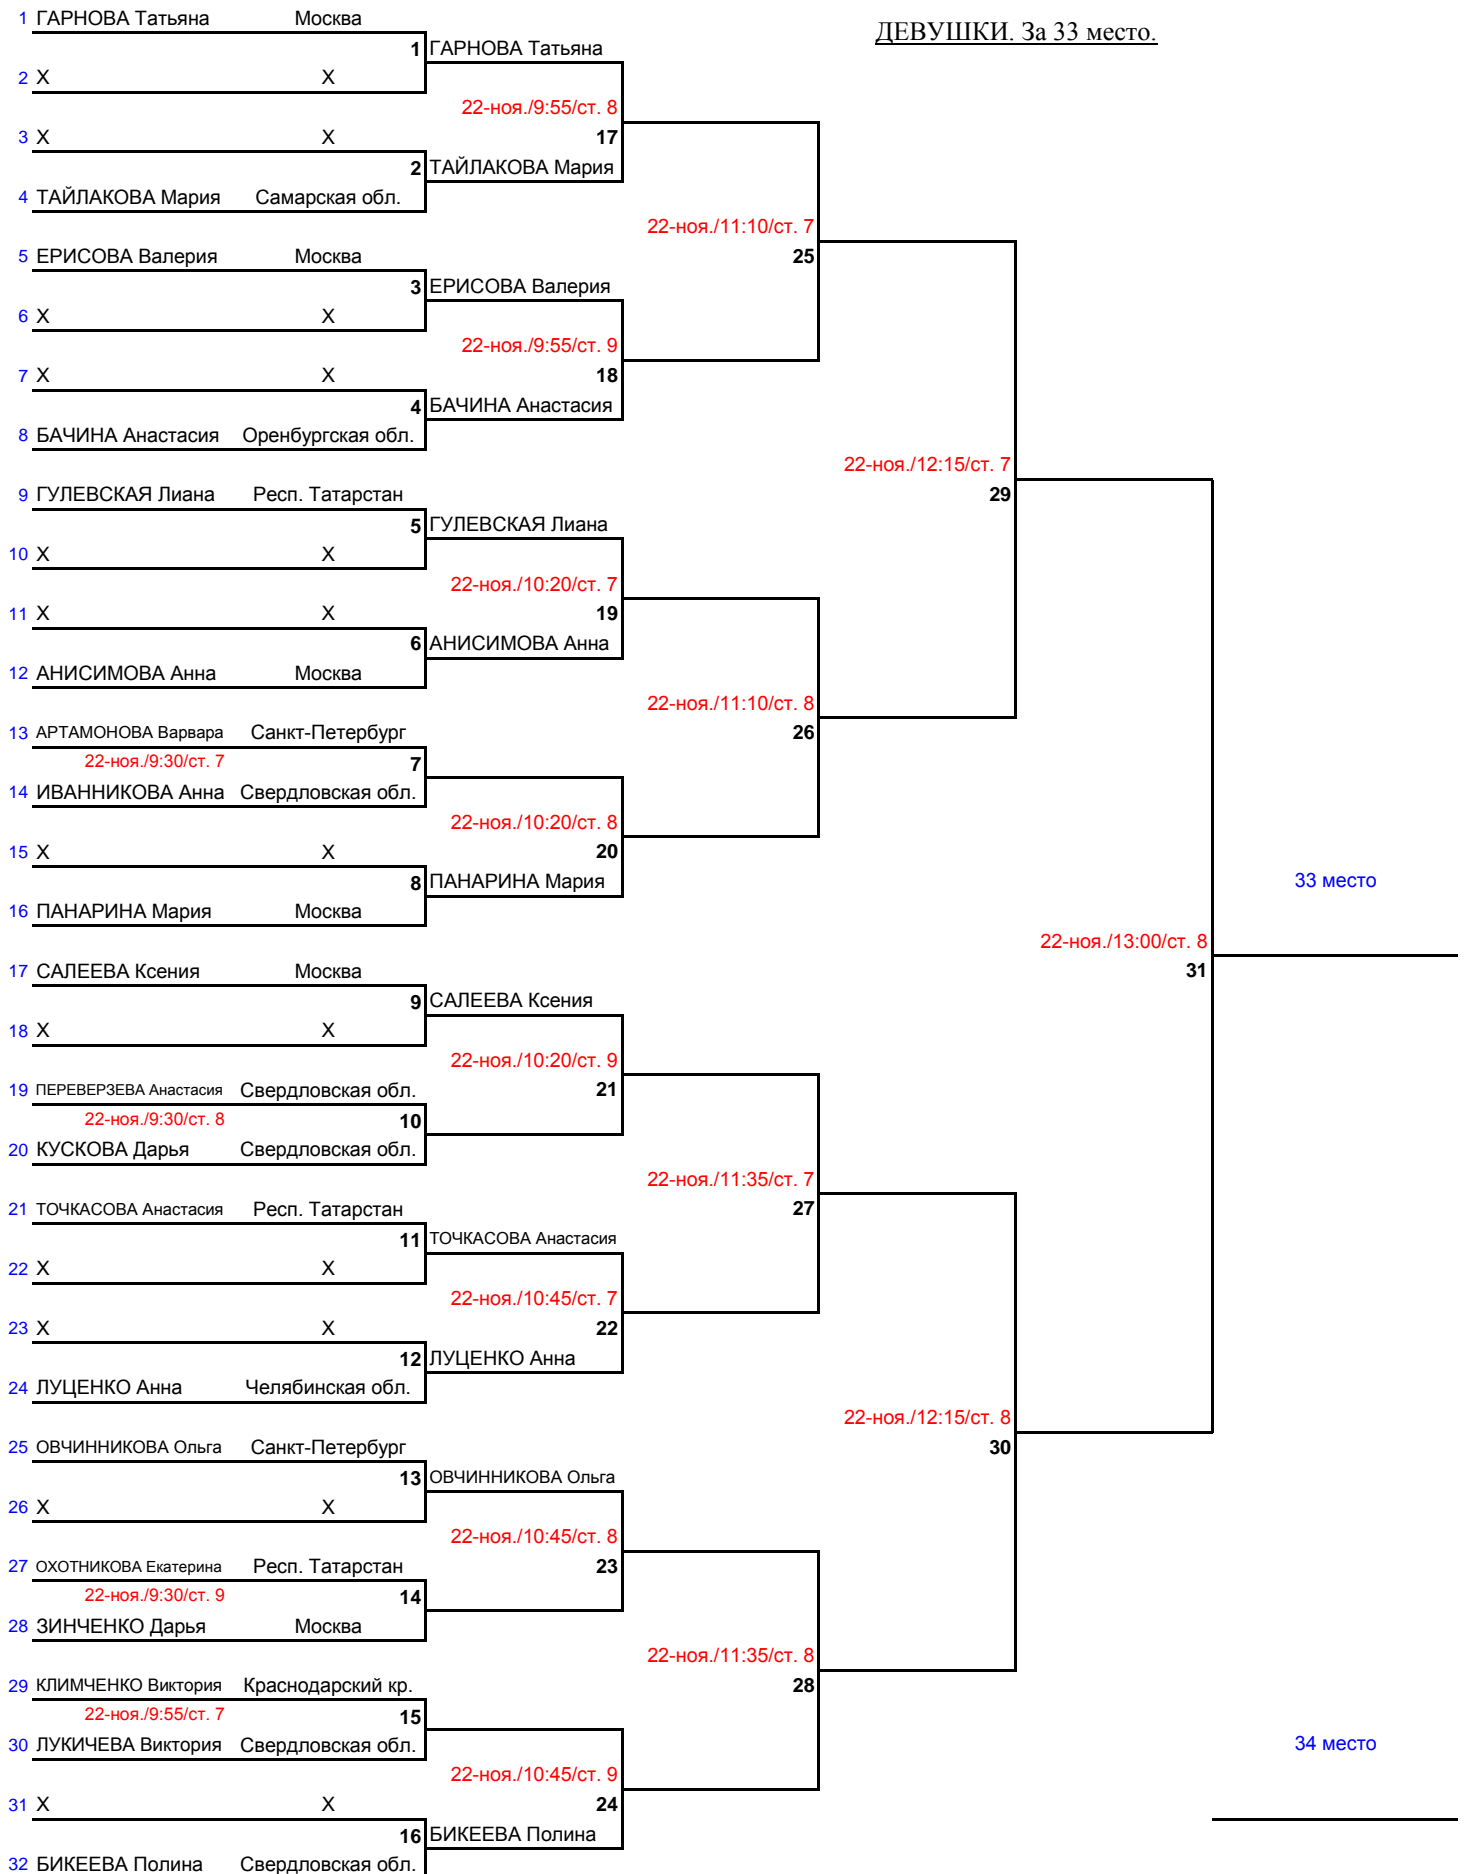 ДЕВУШКИ. За 33 место.
1 ГАРНОВА Татьяна Москва
1 ГАРНОВА Татьяна
2 X X
22-ноя./9:55/ст. 8
3 X X 17
2 ТАЙЛАКОВА Мария
4 ТАЙЛАКОВА Мария Самарская обл.
22-ноя./11:10/ст. 7
5 ЕРИСОВА Валерия Москва 25
3 ЕРИСОВА Валерия
6 X X
22-ноя./9:55/ст. 9
7 X X 18
4 БАЧИНА Анастасия
8 БАЧИНА Анастасия Оренбургская обл.
22-ноя./12:15/ст. 7
9 ГУЛЕВСКАЯ Лиана Респ. Татарстан 29
5 ГУЛЕВСКАЯ Лиана
10 X X
22-ноя./10:20/ст. 7
11 X X 19
6 АНИСИМОВА Анна
12 АНИСИМОВА Анна Москва
22-ноя./11:10/ст. 8
13 АРТАМОНОВА Варвара Санкт-Петербург 26
22-ноя./9:30/ст. 7 7
14 ИВАННИКОВА Анна Свердловская обл.
22-ноя./10:20/ст. 8
15 X X 20
8 ПАНАРИНА Мария 33 место
16 ПАНАРИНА Мария Москва
22-ноя./13:00/ст. 8
17 САЛЕЕВА Ксения Москва 31
9 САЛЕЕВА Ксения
18 X X
22-ноя./10:20/ст. 9
19 ПЕРЕВЕРЗЕВА Анастасия Свердловская обл. 21
22-ноя./9:30/ст. 8 10
20 КУСКОВА Дарья Свердловская обл.
22-ноя./11:35/ст. 7
21 ТОЧКАСОВА Анастасия Респ. Татарстан 27
11 ТОЧКАСОВА Анастасия
22 X X
22-ноя./10:45/ст. 7
23 X X 22
12 ЛУЦЕНКО Анна
24 ЛУЦЕНКО Анна Челябинская обл.
22-ноя./12:15/ст. 8
25 ОВЧИННИКОВА Ольга Санкт-Петербург 30
13 ОВЧИННИКОВА Ольга
26 X X
22-ноя./10:45/ст. 8
27 ОХОТНИКОВА Екатерина Респ. Татарстан 23
22-ноя./9:30/ст. 9 14
28 ЗИНЧЕНКО Дарья Москва
22-ноя./11:35/ст. 8
29 КЛИМЧЕНКО Виктория Краснодарский кр. 28
22-ноя./9:55/ст. 7 15
30 ЛУКИЧЕВА Виктория Свердловская обл. 34 место
22-ноя./10:45/ст. 9
31 X X 24
16 БИКЕЕВА Полина
32 БИКЕЕВА Полина Свердловская обл.